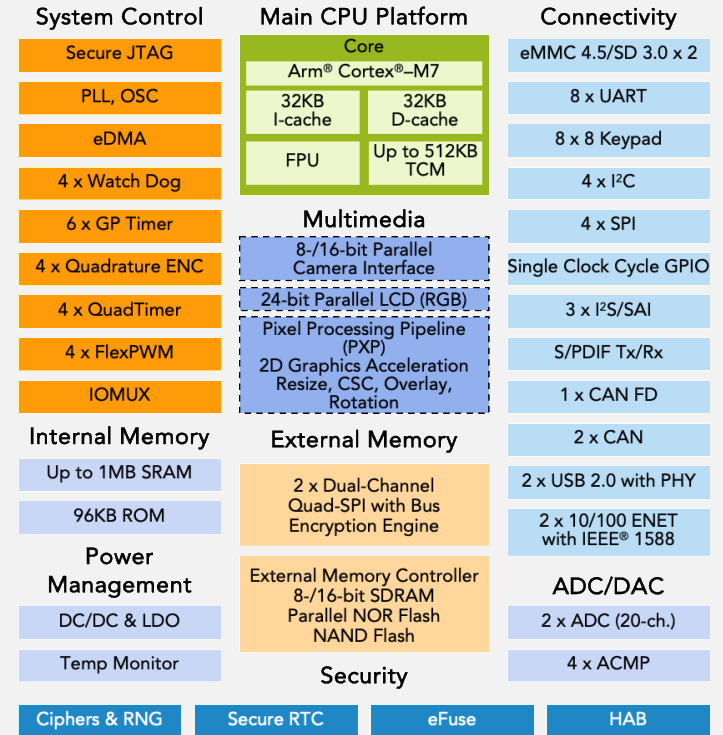 System Control
Secure JTAG
PLL, OSC
eDMA
4 x Watch Dog
6 x GP Timer
4 x Quadrature ENC
4 x QuadTimer
4 x FlexPWM
IOMUX
Internal Memory
Up to 1MB SRAM
96KB ROM
Power
Management
DC/DC & LDO
Temp Monitor
Main CPU Platform
Core
Arm® Cortex®–M7
32KB
I-cache
32KB
D-cache
FPU
Up to 512KB
TCM
Multimedia
8-/16-bit Parallel
Camera Interface
24-bit Parallel LCD (RGB)
Pixel Processing Pipeline
(PXP)
2D Graphics Acceleration
Resize, CSC, Overlay,
Rotation
External Memory
2 x Dual-Channel
Quad-SPI with Bus
Encryption Engine
External Memory Controller
8-/16-bit SDRAM
Parallel NOR Flash
NAND Flash
Connectivity
eMMC 4.5/SD 3.0 x 2
8 x UART
8 x 8 Keypad
4 x I²C
4 x SPI
Single Clock Cycle GPIO
3 x I²S/SAI
S/PDIF Tx/Rx
1 x CAN FD
2 x CAN
2 x USB 2.0 with PHY
2 x 10/100 ENET
with IEEE® 1588
ADC/DAC
2 x ADC (20-ch.)
4 x ACMP
Security
Ciphers & RNG
Secure RTC
eFuse
HAB